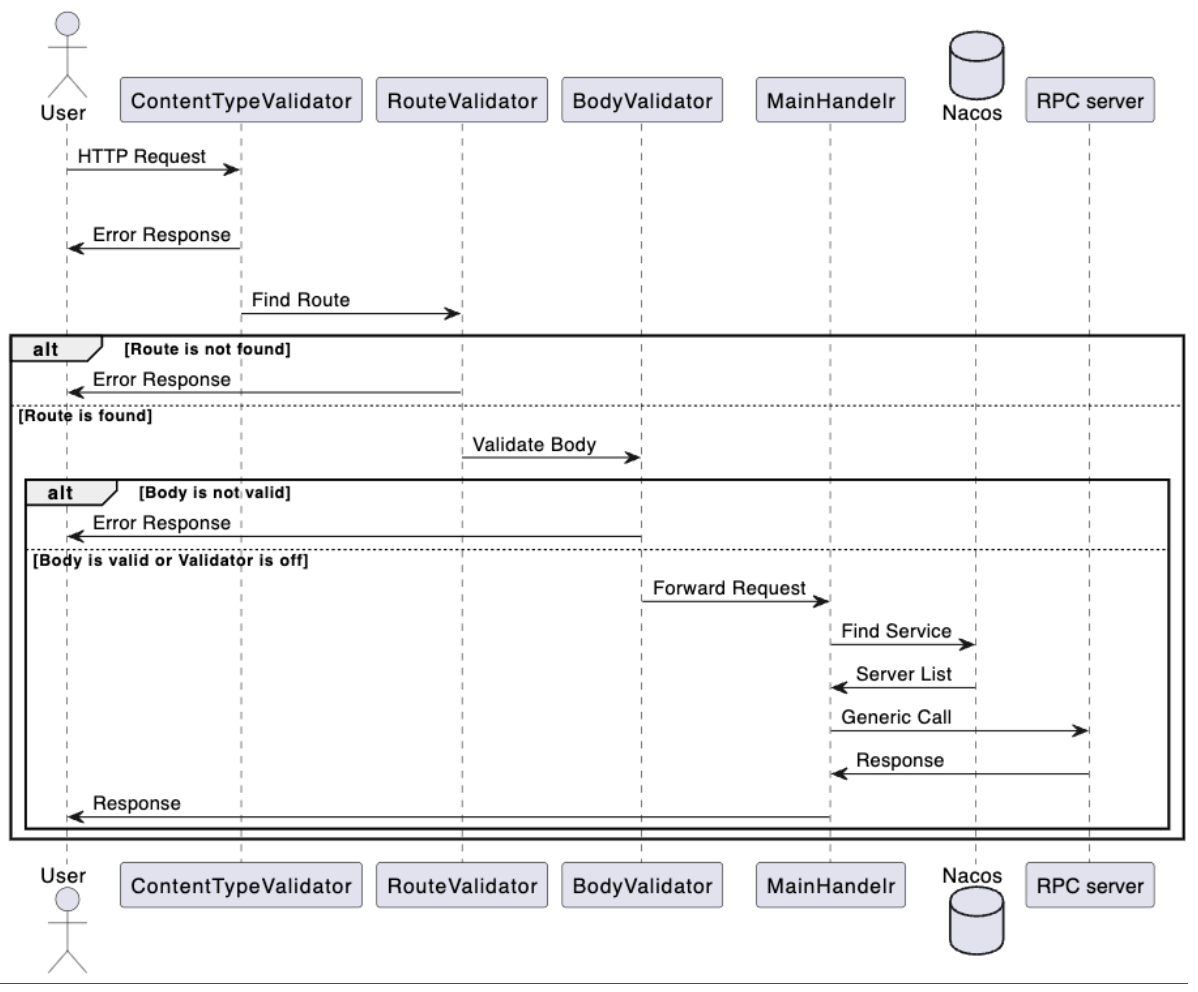 User
ContentTypeValidator
RouteValidator
BodyValidator
MainHandelr
Nacos
RPC server
HTTP Request
Error Response
Find Route
alt [Route is not found]
Error Response
[Route is found]
Validate Body
alt [Body is not valid]
Error Response
[Body is valid or Validator is off]
Forward Request
Find Service
Server List
Generic Call
Response
Response
User
ContentTypeValidator
RouteValidator
BodyValidator
MainHandelr
Nacos
RPC server